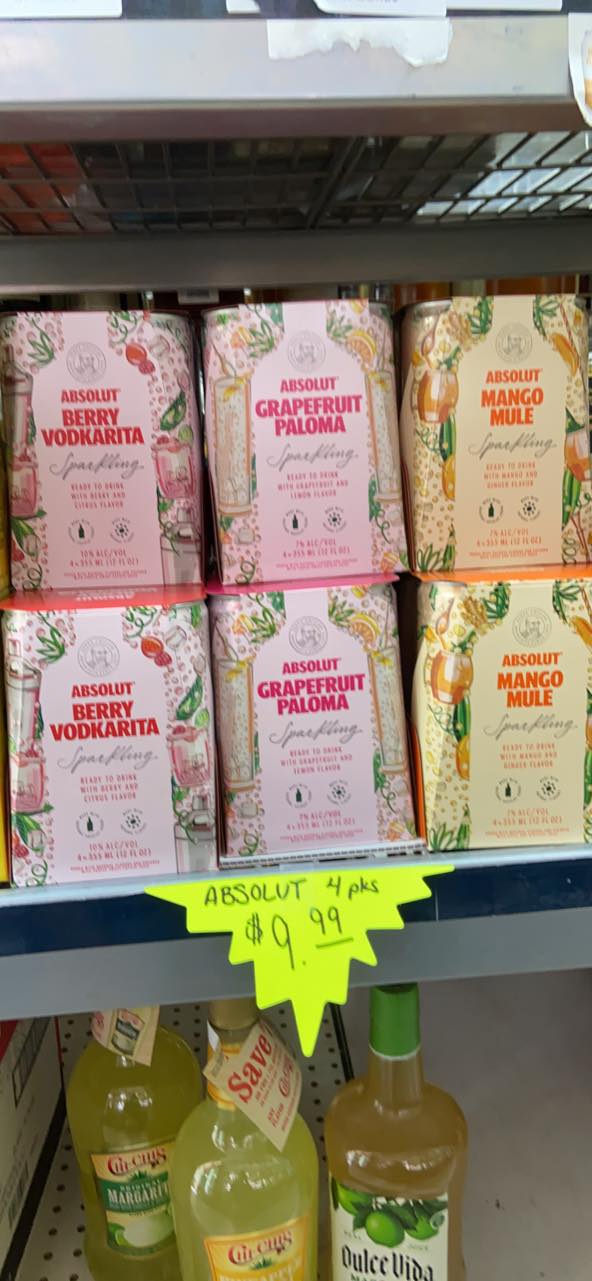 ABSOLUT
BERRY
VODKARITA
Sparkling
READY TO DRINK
WITH BERRY AND
CITRUS FLAVOR
10% ALC/VOL
4×355 ML (12 FL OZ)
ABSOLUT
GRAPEFRUIT
PALOMA
Sparkling
READY TO DRINK
WITH GRAPEFRUIT AND
LEMON FLAVOR
7% ALC/VOL
4×355 ML (12 FL OZ)
ABSOLUT
MANGO
MULE
Sparkling
READY TO DRINK
WITH MANGO AND
GINGER FLAVOR
7% ALC/VOL
4×355 ML (12 FL OZ)
ABSOLUT
BERRY
VODKARITA
Sparkling
READY TO DRINK
WITH BERRY AND
CITRUS FLAVOR
10% ALC/VOL
4×355 ML (12 FL OZ)
ABSOLUT
GRAPEFRUIT
PALOMA
Sparkling
READY TO DRINK
WITH GRAPEFRUIT AND
LEMON FLAVOR
7% ALC/VOL
4×355 ML (12 FL OZ)
ABSOLUT
MANGO
MULE
Sparkling
READY TO DRINK
WITH MANGO AND
GINGER FLAVOR
7% ALC/VOL
4×355 ML (12 FL OZ)
ABSOLUT 4 pks
$9.99
Save
Cuervo
ORIGINAL
MARGARIT
Cuervo
Dulce Vida